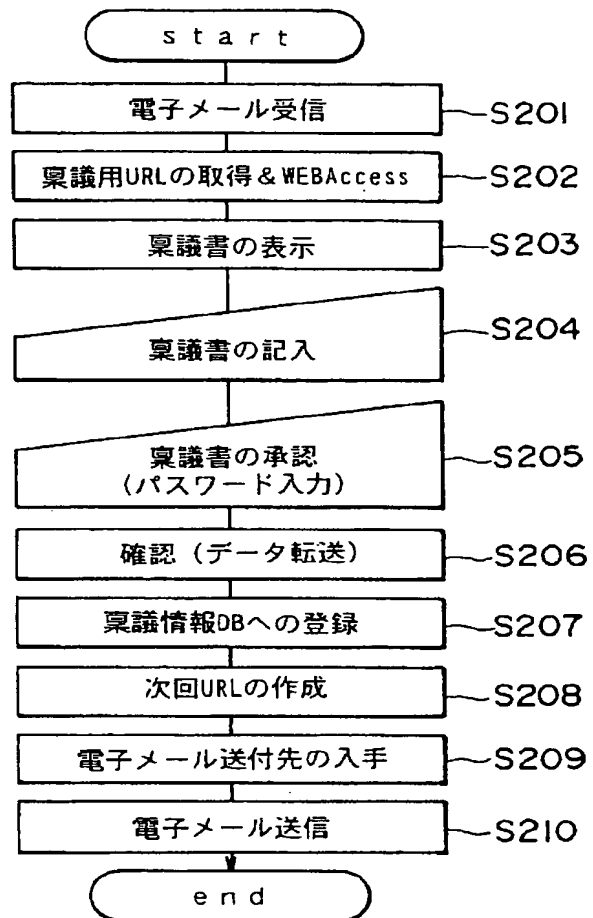 start
電子メール受信 S201
稟議用URLの取得&WEBAccess S202
稟議書の表示 S203
稟議書の記入 S204
稟議書の承認
(パスワード入力) S205
確認(データ転送) S206
稟議情報DBへの登録 S207
次回URLの作成 S208
電子メール送付先の入手 S209
電子メール送信 S210
end